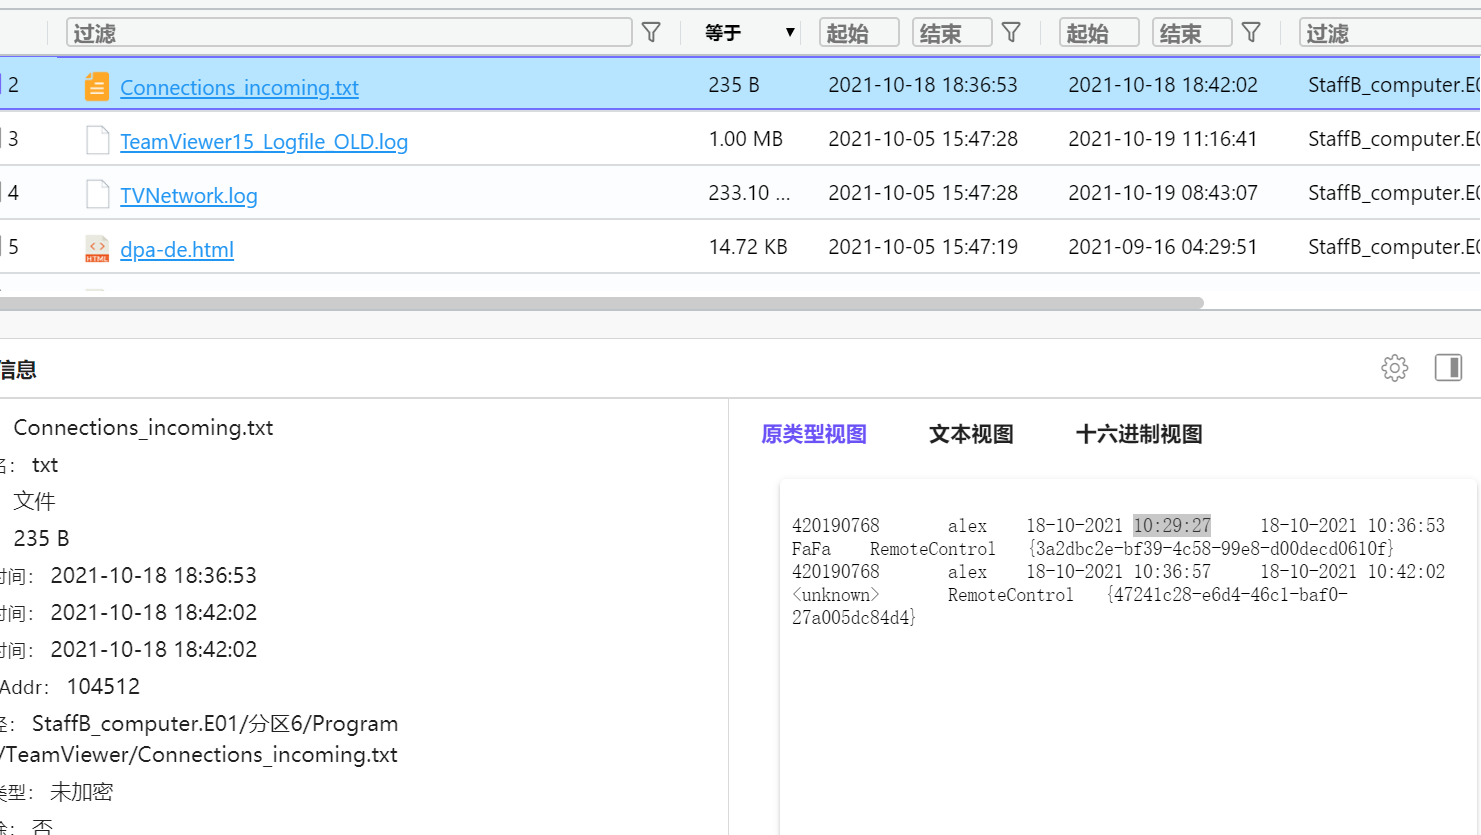 过滤 等于 ▼ 起始 结束 起始 结束 过滤
2 Connections_incoming.txt 235 B 2021-10-18 18:36:53 2021-10-18 18:42:02 StaffB_computer.E0
3 TeamViewer15_Logfile_OLD.log 1.00 MB 2021-10-05 15:47:28 2021-10-19 11:16:41 StaffB_computer.E0
4 TVNetwork.log 233.10 ... 2021-10-05 15:47:28 2021-10-19 08:43:07 StaffB_computer.E0
5 dpa-de.html 14.72 KB 2021-10-05 15:47:19 2021-09-16 04:29:51 StaffB_computer.E0
信息
Connections_incoming.txt
名： txt
文件
235 B
时间： 2021-10-18 18:36:53
时间： 2021-10-18 18:42:02
时间： 2021-10-18 18:42:02
Addr： 104512
径： StaffB_computer.E01/分区6/Program
/TeamViewer/Connections_incoming.txt
类型： 未加密
除： 否
原类型视图 文本视图 十六进制视图
420190768 alex 18-10-2021 10:29:27 18-10-2021 10:36:53
FaFa RemoteControl {3a2dbc2e-bf39-4c58-99e8-d00decd0610f}
420190768 alex 18-10-2021 10:36:57 18-10-2021 10:42:02
<unknown> RemoteControl {47241c28-e6d4-46c1-baf0-
27a005dc84d4}